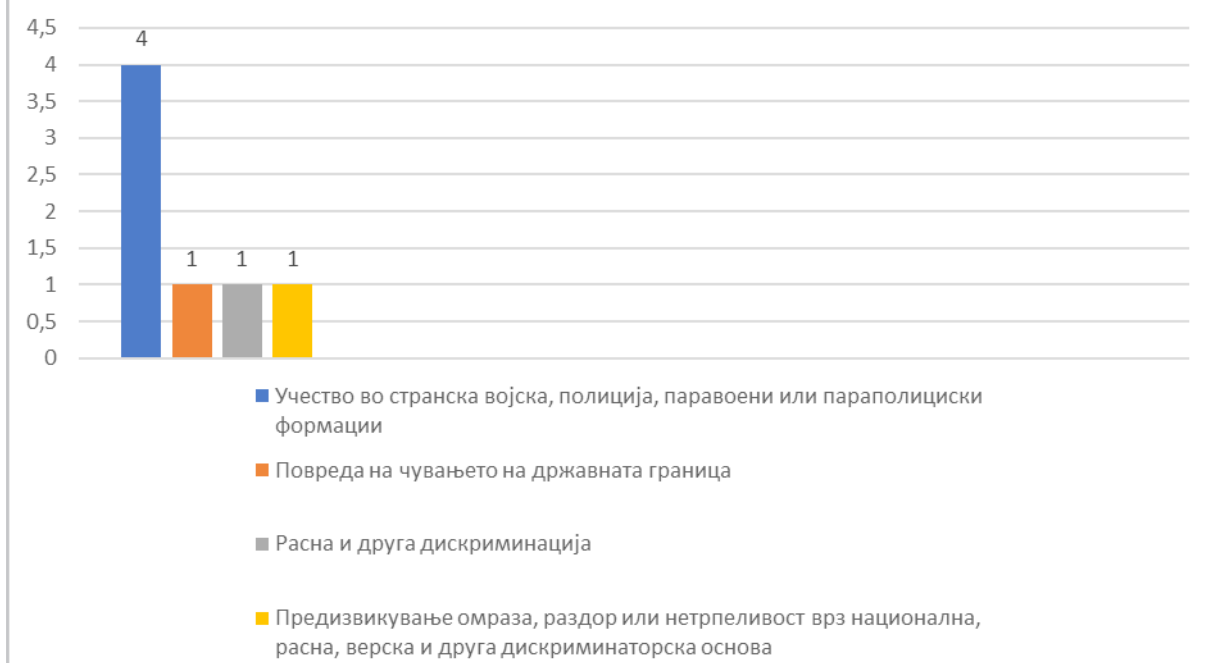 4,5
4
3,5
3
2,5
2
1,5
1
0,5
0
4
1
1
1
Учество во странска војска, полиција, паравоени или параполициски
формации
Повреда на чувањето на државната граница
Расна и друга дискриминација
Предизвикување омраза, раздор или нетрпеливост врз национална,
расна, верска и друга дискриминаторска основа